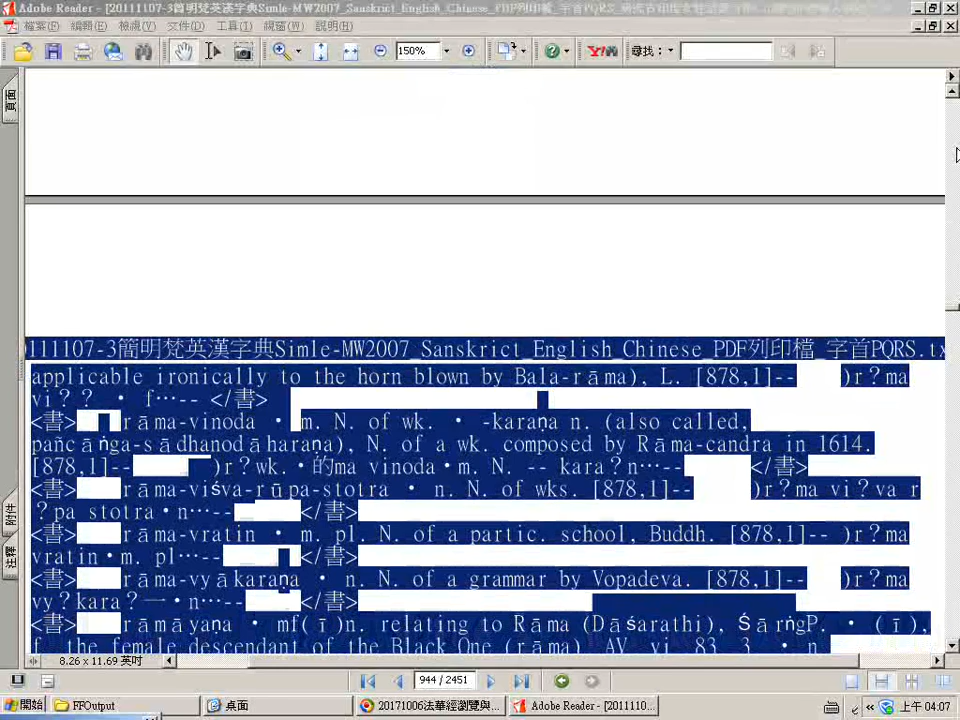 Adobe Reader - [20111107-3簡明梵英漢字典Simle-MW2007_Sanskrict_English_Chinese_PDF列印檔_字首PQRS
檔案(F) 編輯(E) 檢視(V) 文件(D) 工具(T) 視窗(W) 說明(H)
150% 尋找:
頁面
0111107-3簡明梵英漢字典Simle-MW2007_Sanskrict_English_Chinese_PDF列印檔_字首PQRS.tx
applicable ironically to the horn blown by Bala-rāma), L. [878,1]-- )r?ma
vi?? ‧ f…-- </書>
<書> rāma-vinoda ‧ m. N. of wk. ‧ -karaṇa n. (also called,
pañcāṅga-sādhanodāharaṇa), N. of a wk. composed by Rāma-candra in 1614.
[878,1]-- )r?wk.‧的ma vinoda‧m. N. -- kara?n…-- </書>
<書> rāma-viśva-rūpa-stotra ‧ n. N. of wks. [878,1]-- )r?ma vi?va r
?pa stotra‧n…-- </書>
附件
<書> rāma-vratin ‧ m. pl. N. of a partic. school, Buddh. [878,1]-- )r?ma
vratin‧m. pl…-- </書>
注釋
<書> rāma-vyākaraṇa ‧ n. N. of a grammar by Vopadeva. [878,1]-- )r?ma
vy?kara?一‧n…-- </書>
<書> rāmāyaṇa ‧ mf(ī)n. relating to Rāma (Dāśarathi), ŚārṅgP. ‧ (ī),
f. the female descendant of the Black One (rāma) AV. vi, 83, 3 ‧ n
8.26 x 11.69 英吋
944 / 2451
開始 FFOutput 桌面 20171006法華經瀏覽與... Adobe Reader - [2011110... 上午 04:07